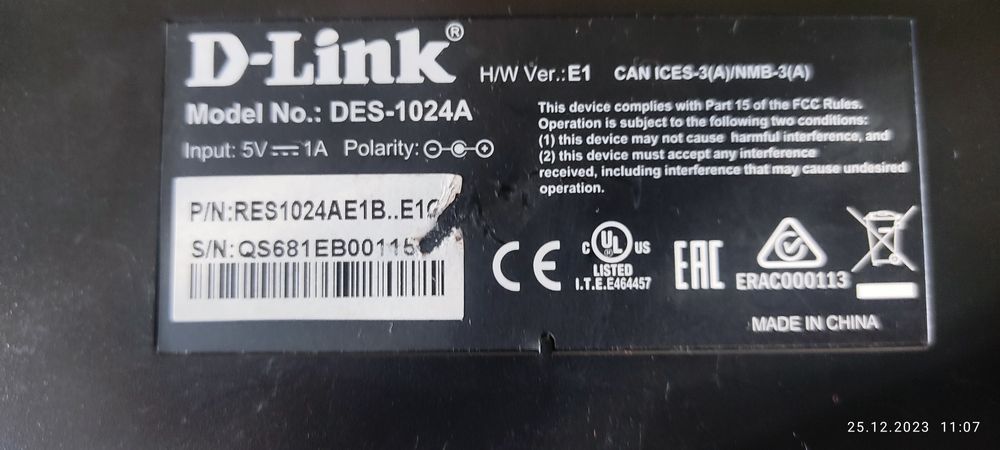 D-Link®
H/W Ver.: E1 CAN ICES-3(A)/NMB-3(A)
Model No.: DES-1024A
Input: 5V 1A Polarity:
This device complies with Part 15 of the FCC Rules.
Operation is subject to the following two conditions:
(1) this device may not cause harmful interference, and
(2) this device must accept any interference
received, including interference that may cause undesired
operation.
P/N:RES1024AE1B..E1
S/N:QS681EB00115
CE
C UL US
®
LISTED
I.T.E.E464457
EAC
ERAC000113
MADE IN CHINA
25.12.2023 11:07